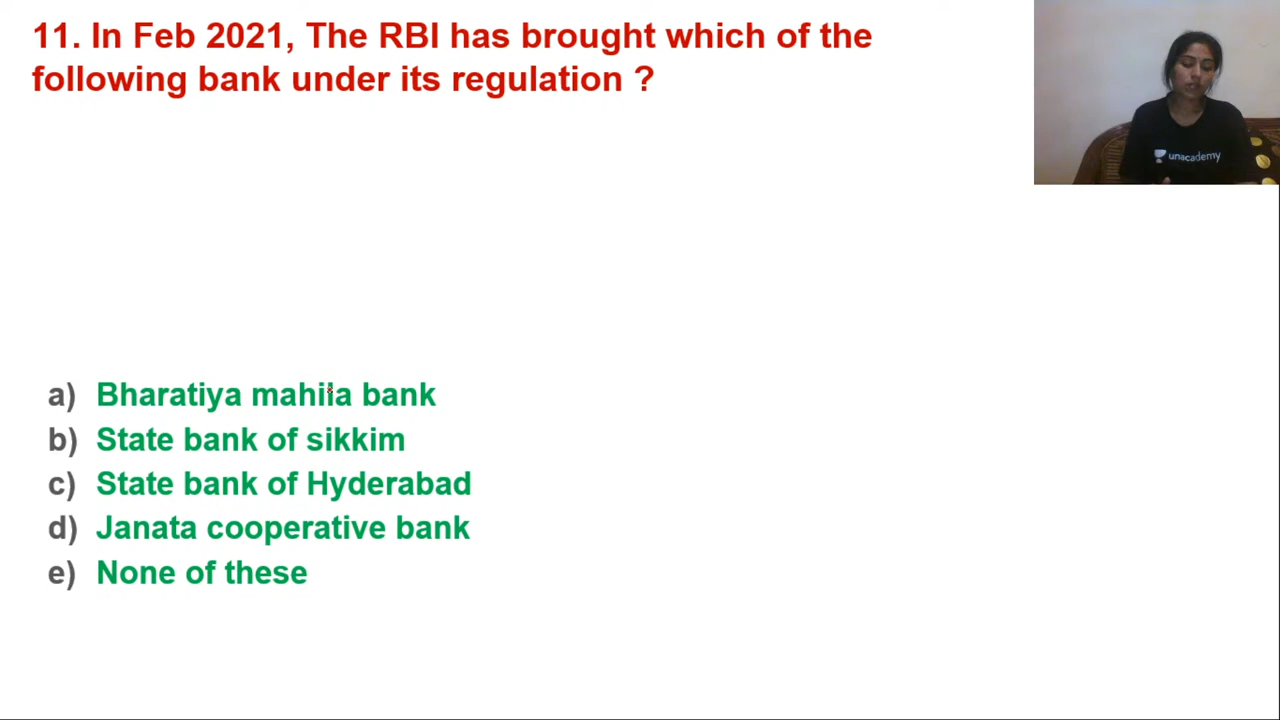 11. In Feb 2021, The RBI has brought which of the
following bank under its regulation ?
unacademy
a) Bharatiya mahila bank
b) State bank of sikkim
c) State bank of Hyderabad
d) Janata cooperative bank
e) None of these